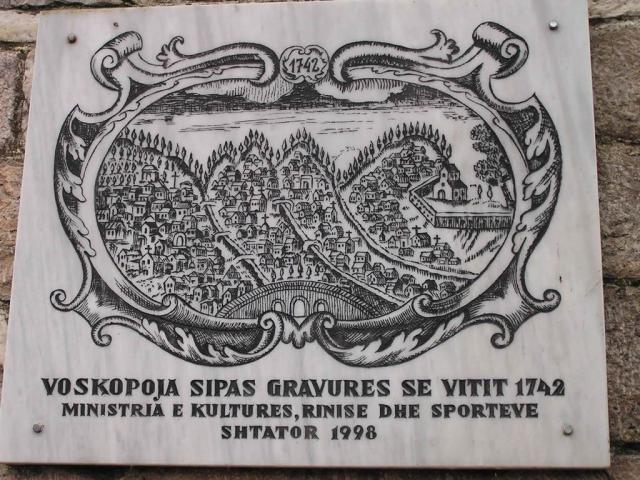 1742
VOSKOPOJA SIPAS GRAVURES SE VITIT 1742
MINISTRIA E KULTURES, RINISE DHE SPORTEVE
SHTATOR 1998